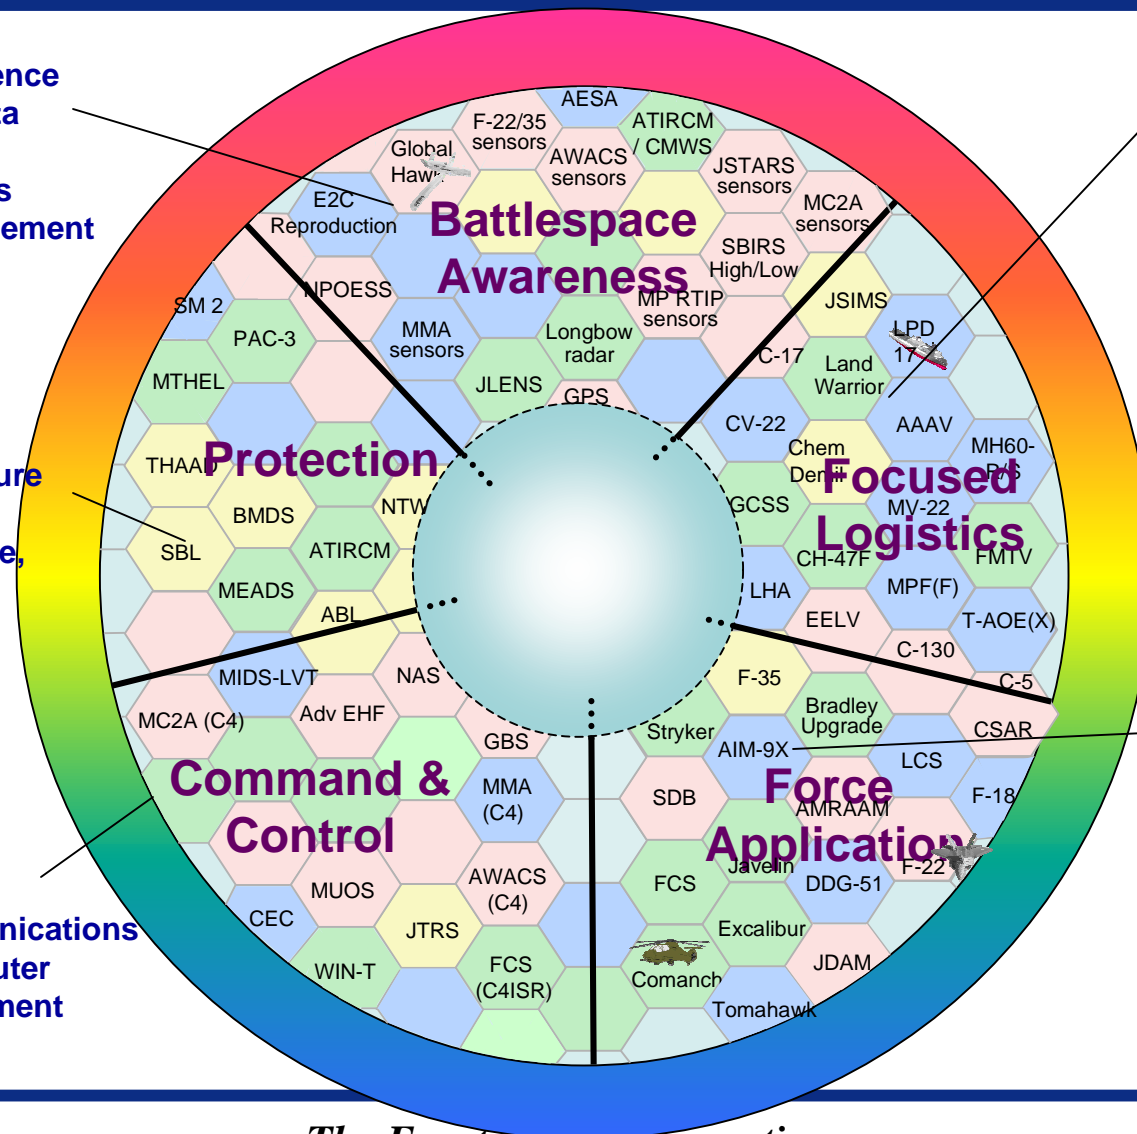 AESA
F-22/35
sensors
ATIRCM
/ CMWS
Global
Hawk
AWACS
sensors
JSTARS
sensors
E2C
Reproduction
MC2A
sensors
Battlespace
Awareness
SBIRS
High/Low
NPOESS
MP RTIP
sensors
JSIMS
SM 2
PAC-3
MMA
sensors
Longbow
radar
LPD
17
C-17
Land
Warrior
MTHEL
JLENS
GPS
CV-22
AAAV
Protection
THAAD
Chem
Demil
MH60-
R/S
Focused
Logistics
BMDS
NTW
GCSS
MV-22
SBL
ATIRCM
CH-47F
FMTV
MEADS
LHA
MPF(F)
ABL
EELV
T-AOE(X)
C-130
MIDS-LVT
NAS
F-35
C-5
MC2A (C4)
Adv EHF
Bradley
Upgrade
GBS
Stryker
AIM-9X
CSAR
Command &
Control
MMA
(C4)
SDB
LCS
Force
Application
AMRAAM
F-18
Javelin
F-22
MUOS
AWACS
(C4)
FCS
DDG-51
CEC
JTRS
Excalibur
WIN-T
FCS
(C4ISR)
Comanch
JDAM
Tomahawk
ence
ta
s
ement
ure
e,
nications
uter
ment